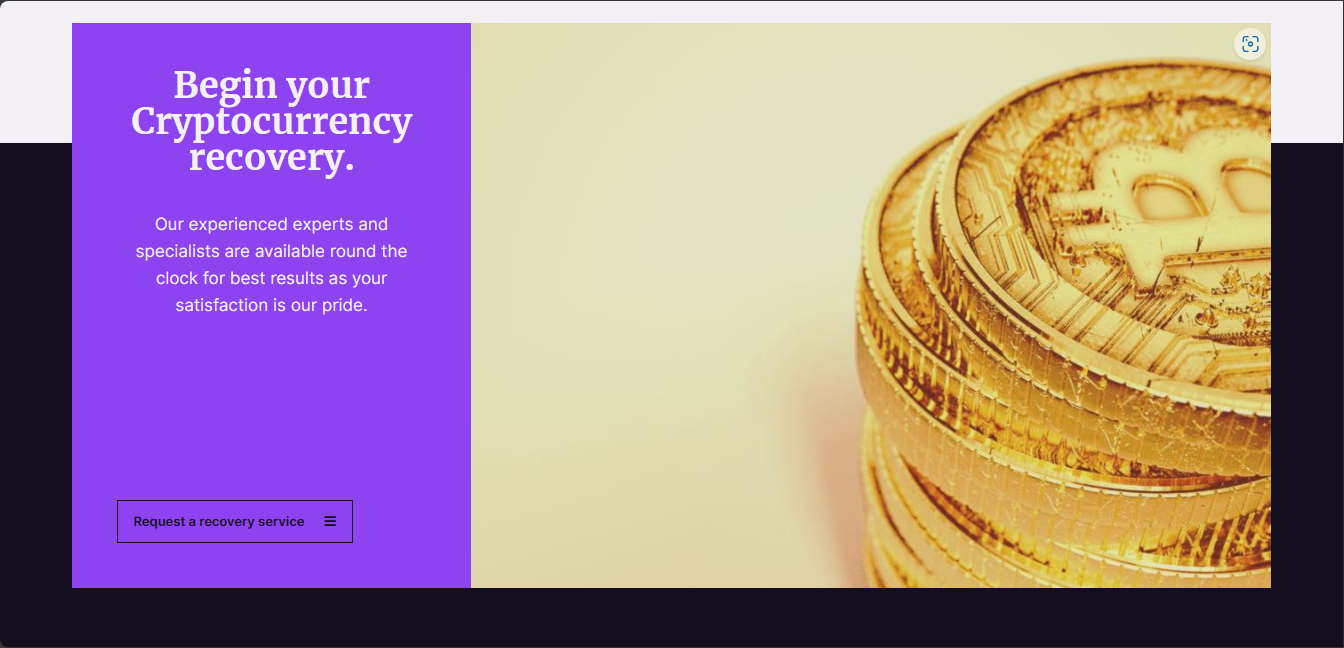 Begin your
Cryptocurrency
recovery.
Our experienced experts and
specialists are available round the
clock for best results as your
satisfaction is our pride.
Request a recovery service